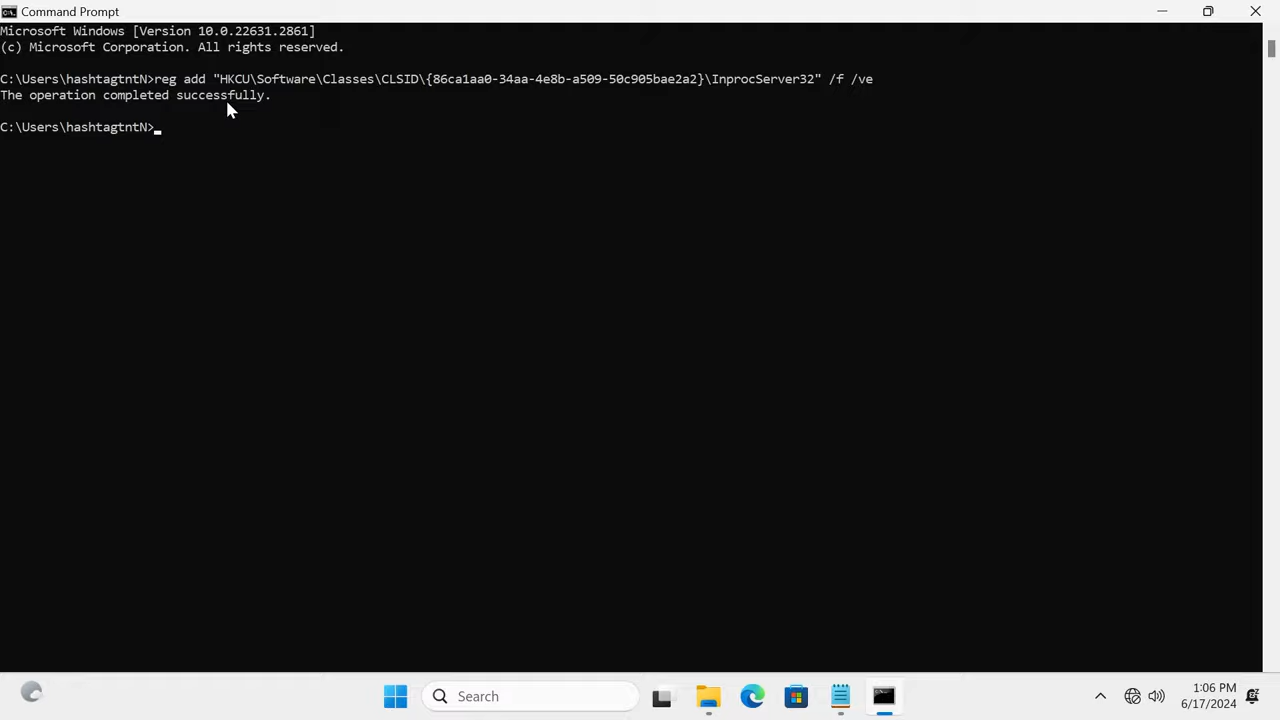 Command Prompt
Microsoft Windows [Version 10.0.22631.2861]
(c) Microsoft Corporation. All rights reserved.
C:\Users\hashtagtntN>reg add "HKCU\Software\Classes\CLSID\{86ca1aa0-34aa-4e8b-a509-50c905bae2a2}\InprocServer32" /f /ve
The operation completed successfully.
C:\Users\hashtagtntN>
Search
1:06 PM
6/17/2024